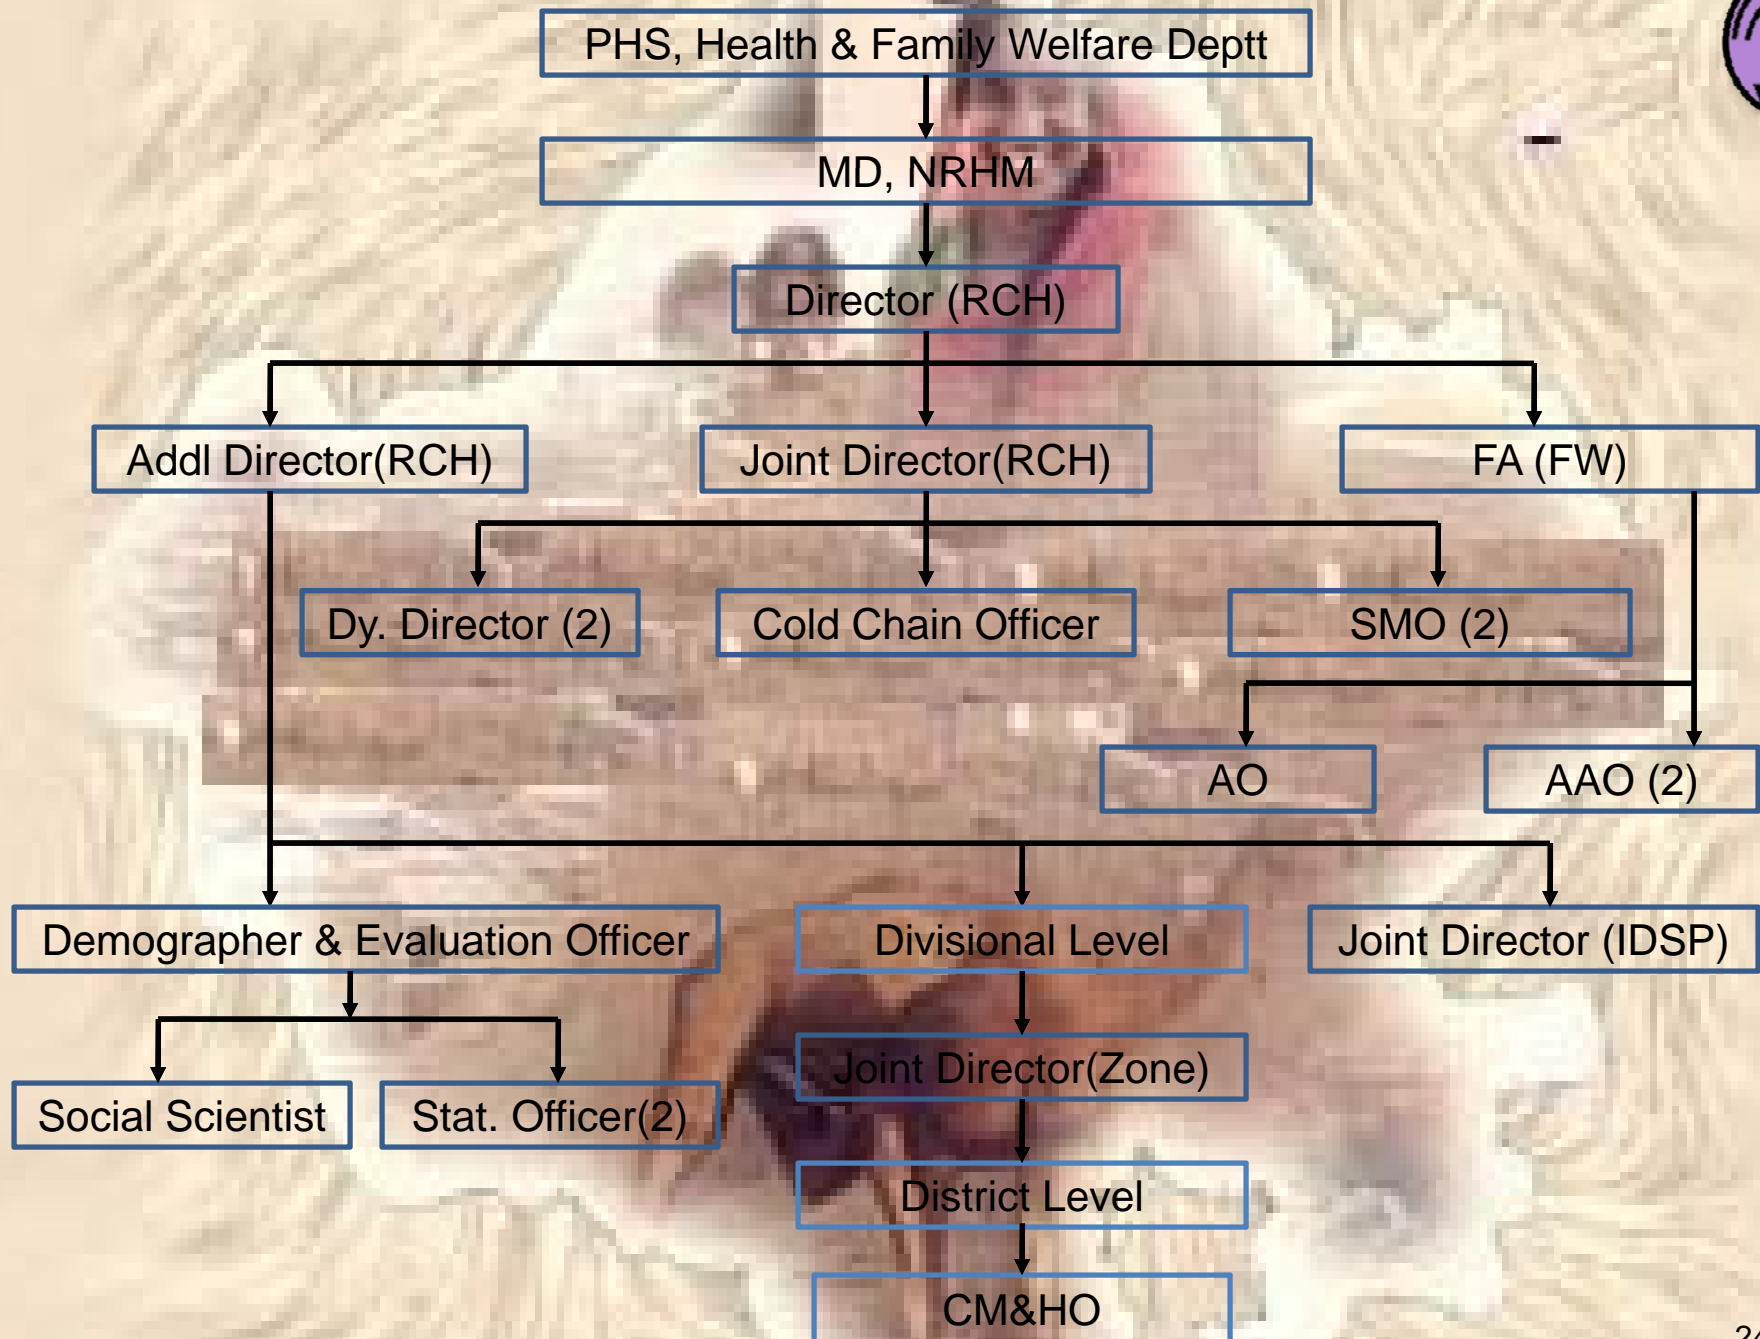 PHS, Health & Family Welfare Deptt
MD, NRHM
Director (RCH)
Addl Director(RCH)
Joint Director(RCH)
FA (FW)
Dy. Director (2)
Cold Chain Officer
SMO (2)
AO
AAO (2)
Demographer & Evaluation Officer
Divisional Level
Joint Director (IDSP)
Joint Director(Zone)
Social Scientist
Stat. Officer(2)
District Level
CM&HO